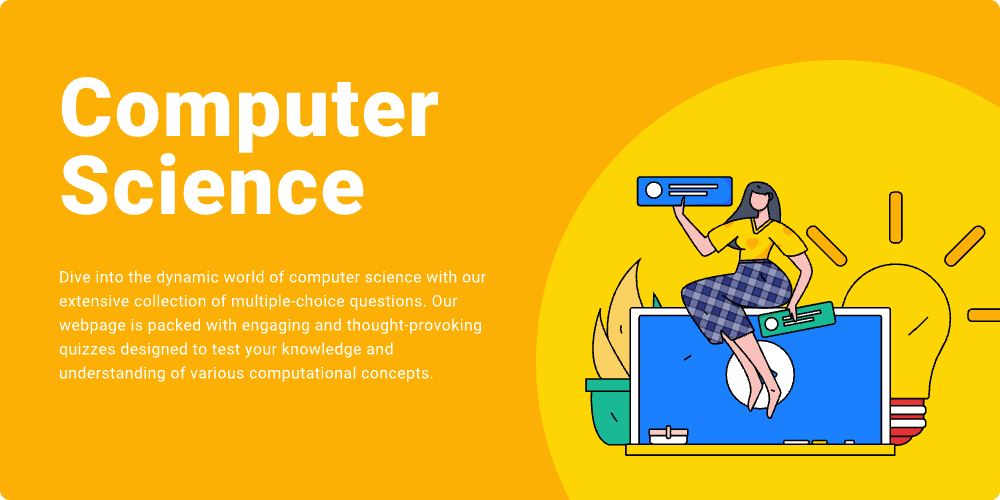 Computer
Science
Dive into the dynamic world of computer science with our
extensive collection of multiple-choice questions. Our
webpage is packed with engaging and thought-provoking
quizzes designed to test your knowledge and
understanding of various computational concepts.